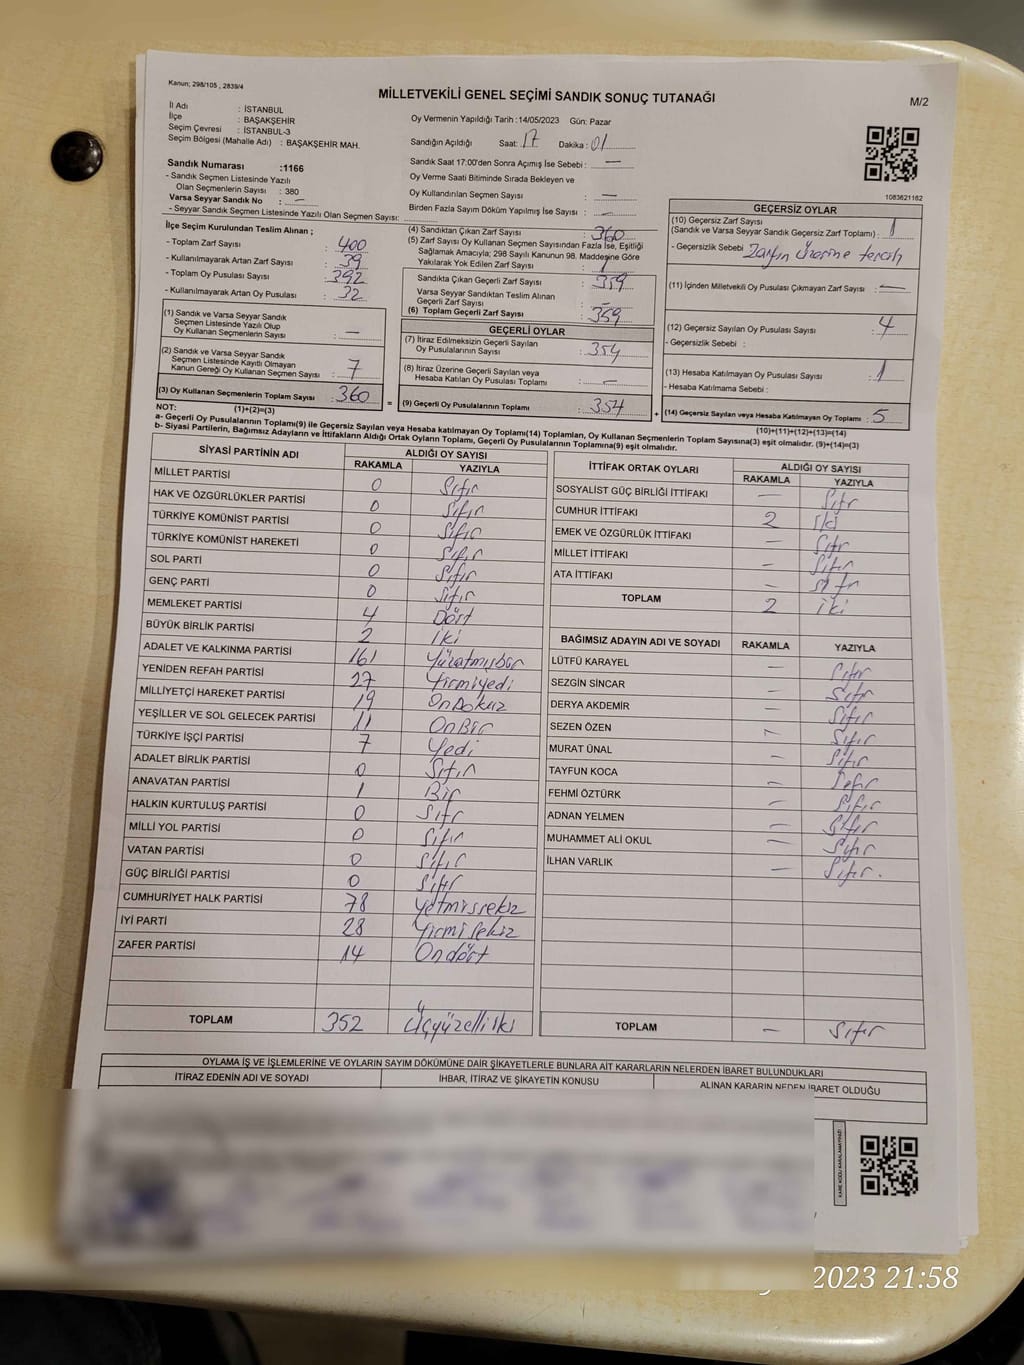 Kanun; 298/105 , 2839/4
MİLLETVEKİLİ GENEL SEÇİMİ SANDIK SONUÇ TUTANAĞI
M/2
İl Adı : İSTANBUL
İlçe : BAŞAKŞEHİR
Seçim Çevresi : İSTANBUL-3
Seçim Bölgesi (Mahalle Adı) : BAŞAKŞEHİR MAH.
Sandık Numarası :1166
- Sandık Seçmen Listesinde Yazılı
Olan Seçmenlerin Sayısı : 380
Varsa Seyyar Sandık No : —
- Seyyar Sandık Seçmen Listesinde Yazılı Olan Seçmen Sayısı:
Oy Vermenin Yapıldığı Tarih :14/05/2023 Gün: Pazar
Sandığın Açıldığı Saat: 17 Dakika : 01
Sandık Saat 17:00'den Sonra Açımış İse Sebebi : —
Oy Verme Saati Bitiminde Sırada Bekleyen ve
Oy Kullandırılan Seçmen Sayısı : —
Birden Fazla Sayım Döküm Yapılmış İse Sayısı : —
1083621162
İlçe Seçim Kurulundan Teslim Alınan ;
- Toplam Zarf Sayısı : 400
- Kullanılmayarak Artan Zarf Sayısı : 39
- Toplam Oy Pusulası Sayısı : 392
- Kullanılmayarak Artan Oy Pusulası : 32
(1) Sandık ve Varsa Seyyar Sandık
Seçmen Listesinde Yazılı Olup
Oy Kullanan Seçmenlerin Sayısı : —
(2) Sandık ve Varsa Seyyar Sandık
Seçmen Listesinde Kayıtlı Olmayan
Kanun Gereği Oy Kullanan Seçmen Sayısı : 7
(3) Oy Kullanan Seçmenlerin Toplam Sayısı : 360
(1)+(2)=(3)
(4) Sandıktan Çıkan Zarf Sayısı : 360
(5) Zarf Sayısı Oy Kullanan Seçmen Sayısından Fazla İse, Eşitliği
Sağlamak Amacıyla; 298 Sayılı Kanunun 98. Maddesine Göre
Yakılarak Yok Edilen Zarf Sayısı : 1
Sandıkta Çıkan Geçerli Zarf Sayısı : 359
Varsa Seyyar Sandıktan Teslim Alınan
Geçerli Zarf Sayısı : —
(6) Toplam Geçerli Zarf Sayısı : 359
GEÇERLİ OYLAR
(7) İtiraz Edilmeksizin Geçerli Sayılan
Oy Pusulalarının Sayısı : 354
(8) İtiraz Üzerine Geçerli Sayılan veya
Hesaba Katılan Oy Pusulası Toplamı : —
= (9) Geçerli Oy Pusulalarının Toplamı : 354
GEÇERSİZ OYLAR
(10) Geçersiz Zarf Sayısı
(Sandık ve Varsa Seyyar Sandık Geçersiz Zarf Toplamı) : 1
- Geçersizlik Sebebi : Zarfın üzerine tercih
(11) İçinden Milletvekili Oy Pusulası Çıkmayan Zarf Sayısı : —
(12) Geçersiz Sayılan Oy Pusulası Sayısı : 4
- Geçersizlik Sebebi :
(13) Hesaba Katılmayan Oy Pusulası Sayısı : 1
- Hesaba Katılmama Sebebi :
+ (14) Geçersiz Sayılan veya Hesaba Katılmayan Oy Toplamı : 5
(10)+(11)+(12)+(13)=(14)
NOT:
a- Geçerli Oy Pusulalarının Toplamı(9) ile Geçersiz Sayılan veya Hesaba katılmayan Oy Toplamı(14) Toplamları, Oy Kullanan Seçmenlerin Toplam Sayısına(3) eşit olmalıdır. (9)+(14)=(3)
b- Siyasi Partilerin, Bağımsız Adayların ve İttifakların Aldığı Ortak Oyların Toplamı, Geçerli Oy Pusulalarının Toplamına(9) eşit olmalıdır.
SİYASİ PARTİNİN ADI ALDIĞI OY SAYISI
RAKAMLA YAZIYLA
MİLLET PARTİSİ 0 Sıfır
HAK VE ÖZGÜRLÜKLER PARTİSİ 0 Sıfır
TÜRKİYE KOMÜNİST PARTİSİ 0 Sıfır
TÜRKİYE KOMÜNİST HAREKETİ 0 Sıfır
SOL PARTİ 0 Sıfır
GENÇ PARTİ 0 Sıfır
MEMLEKET PARTİSİ 4 Dört
BÜYÜK BİRLİK PARTİSİ 2 iki
ADALET VE KALKINMA PARTİSİ 161 Yüzatmışbir
YENİDEN REFAH PARTİSİ 27 Yirmiyedi
MİLLİYETÇİ HAREKET PARTİSİ 19 OnDokuz
YEŞİLLER VE SOL GELECEK PARTİSİ 11 OnBir
TÜRKİYE İŞÇİ PARTİSİ 7 Yedi
ADALET BİRLİK PARTİSİ 0 Sıfır
ANAVATAN PARTİSİ 1 Bir
HALKIN KURTULUŞ PARTİSİ 0 Sıfır
MİLLİ YOL PARTİSİ 0 Sıfır
VATAN PARTİSİ 0 Sıfır
GÜÇ BİRLİĞİ PARTİSİ 0 Sıfır
CUMHURİYET HALK PARTİSİ 78 Yetmişsekiz
İYİ PARTİ 28 Yirmisekiz
ZAFER PARTİSİ 14 Ondört
TOPLAM 352 Üçyüzelliiki
İTTİFAK ORTAK OYLARI ALDIĞI OY SAYISI
RAKAMLA YAZIYLA
SOSYALİST GÜÇ BİRLİĞİ İTTİFAKI — Sıfır
CUMHUR İTTİFAKI 2 iki
EMEK VE ÖZGÜRLÜK İTTİFAKI — Sıfır
MİLLET İTTİFAKI — Sıfır
ATA İTTİFAKI — Sıfır
TOPLAM 2 iki
BAĞIMSIZ ADAYIN ADI VE SOYADI RAKAMLA YAZIYLA
LÜTFÜ KARAYEL — Sıfır
SEZGİN SİNCAR — Sıfır
DERYA AKDEMİR — Sıfır
SEZEN ÖZEN — Sıfır
MURAT ÜNAL — Sıfır
TAYFUN KOCA — Sıfır
FEHMİ ÖZTÜRK — Sıfır
ADNAN YELMEN — Sıfır
MUHAMMET ALİ OKUL — Sıfır
İLHAN VARLIK — Sıfır.
TOPLAM — Sıfır
OYLAMA İŞ VE İŞLEMLERİNE VE OYLARIN SAYIM DÖKÜMÜNE DAİR ŞİKAYETLERLE BUNLARA AİT KARARLARIN NELERDEN İBARET BULUNDUKLARI
İTİRAZ EDENİN ADI VE SOYADI İHBAR, İTİRAZ VE ŞİKAYETİN KONUSU ALINAN KARARIN NEDEN İBARET OLDUĞU
KARE KODU KARALAMAYINIZ!
2023 21:58